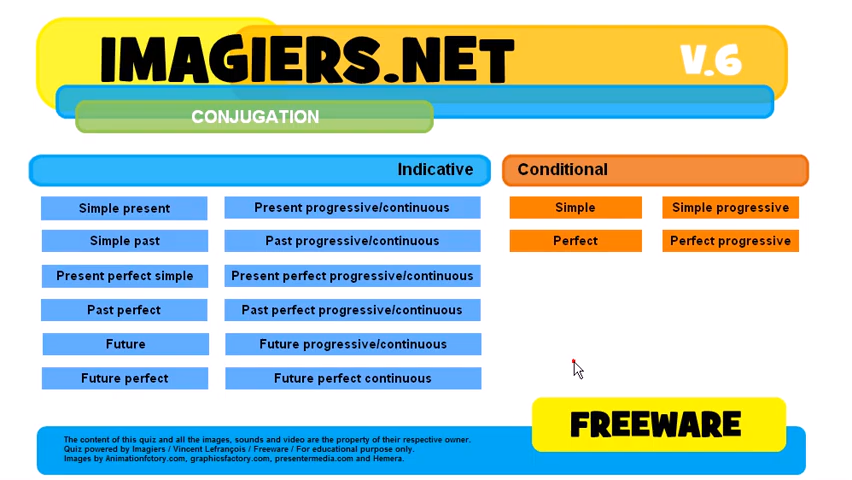 IMAGIERS.NET
V.6
CONJUGATION
Indicative
Conditional
Simple present
Present progressive/continuous
Simple
Simple progressive
Simple past
Past progressive/continuous
Perfect
Perfect progressive
Present perfect simple
Present perfect progressive/continuous
Past perfect
Past perfect progressive/continuous
Future
Future progressive/continuous
Future perfect
Future perfect continuous
FREEWARE
The content of this quiz and all the images, sounds and video are the property of their respective owner.
Quiz powered by Imagiers / Vincent Lefrançois / Freeware / For educational purpose only.
Images by Animationfotory.com, graphicsfactory.com, presentermedia.com and Hemera.